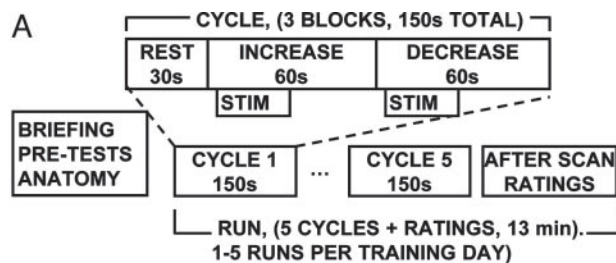 A
CYCLE, (3 BLOCKS, 150s TOTAL)
REST INCREASE DECREASE
30s 60s 60s
STIM STIM
BRIEFING
PRE-TESTS
ANATOMY
CYCLE 1 ... CYCLE 5 AFTER SCAN
150s 150s RATINGS
RUN, (5 CYCLES + RATINGS, 13 min).
1-5 RUNS PER TRAINING DAY)